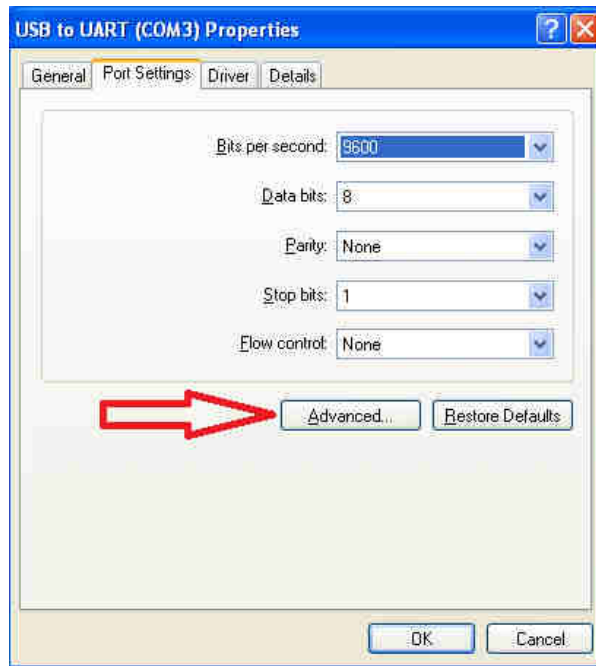 USB to UART (COM3) Properties
General Port Settings Driver Details
Bits per second: 9600
Data bits: 8
Parity: None
Stop bits: 1
Flow control: None
Advanced... Restore Defaults
OK Cancel